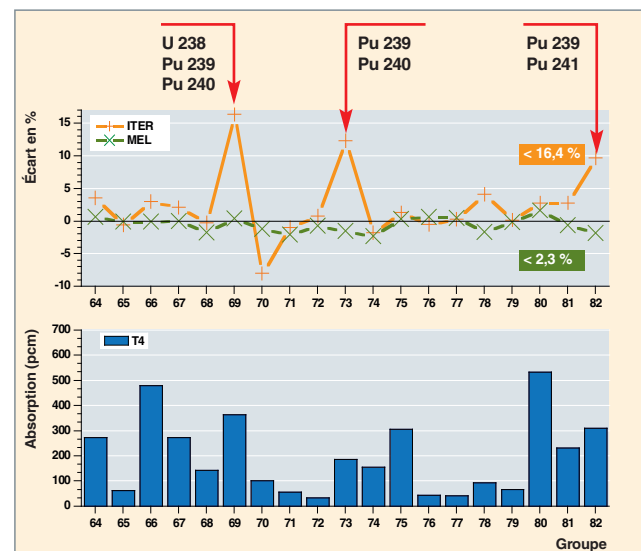 U 238
Pu 239
Pu 240
Pu 239
Pu 240
Pu 239
Pu 241
Écart en %
15
10
5
0
-5
-10
ITER
MEL
< 16,4 %
< 2,3 %
64 65 66 67 68 69 70 71 72 73 74 75 76 77 78 79 80 81 82
Absorption (pcm)
700
600
500
400
300
200
100
0
T4
64 65 66 67 68 69 70 71 72 73 74 75 76 77 78 79 80 81 82
Groupe